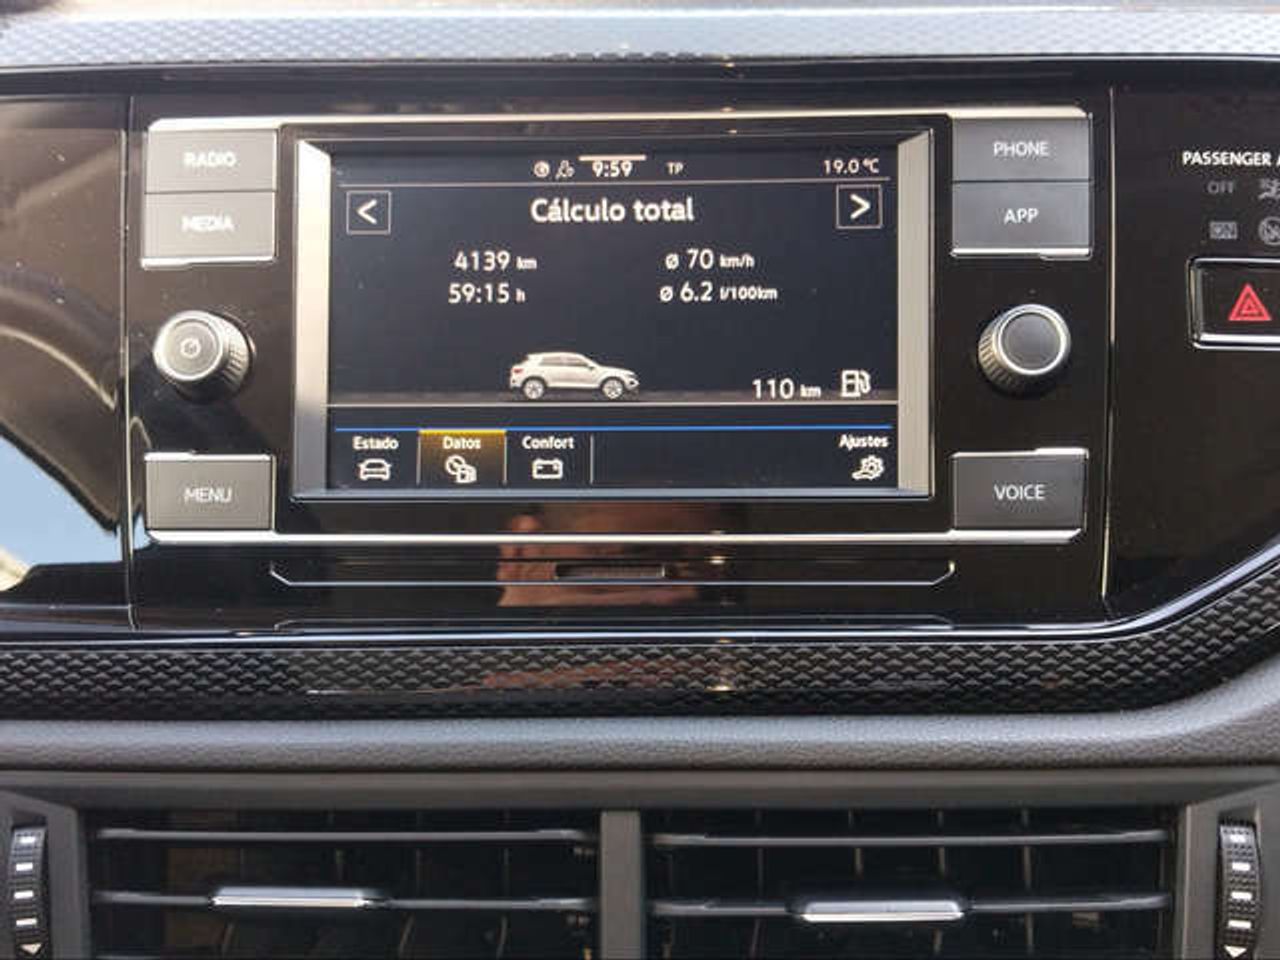 RADIO
MEDIA
MENU
9:59 TP 19.0 °C
< Cálculo total >
4139 km ø 70 km/h
59:15 h ø 6.2 l/100km
110 km
Estado Datos Confort Ajustes
PHONE
APP
VOICE
PASSENGER A
OFF
ON